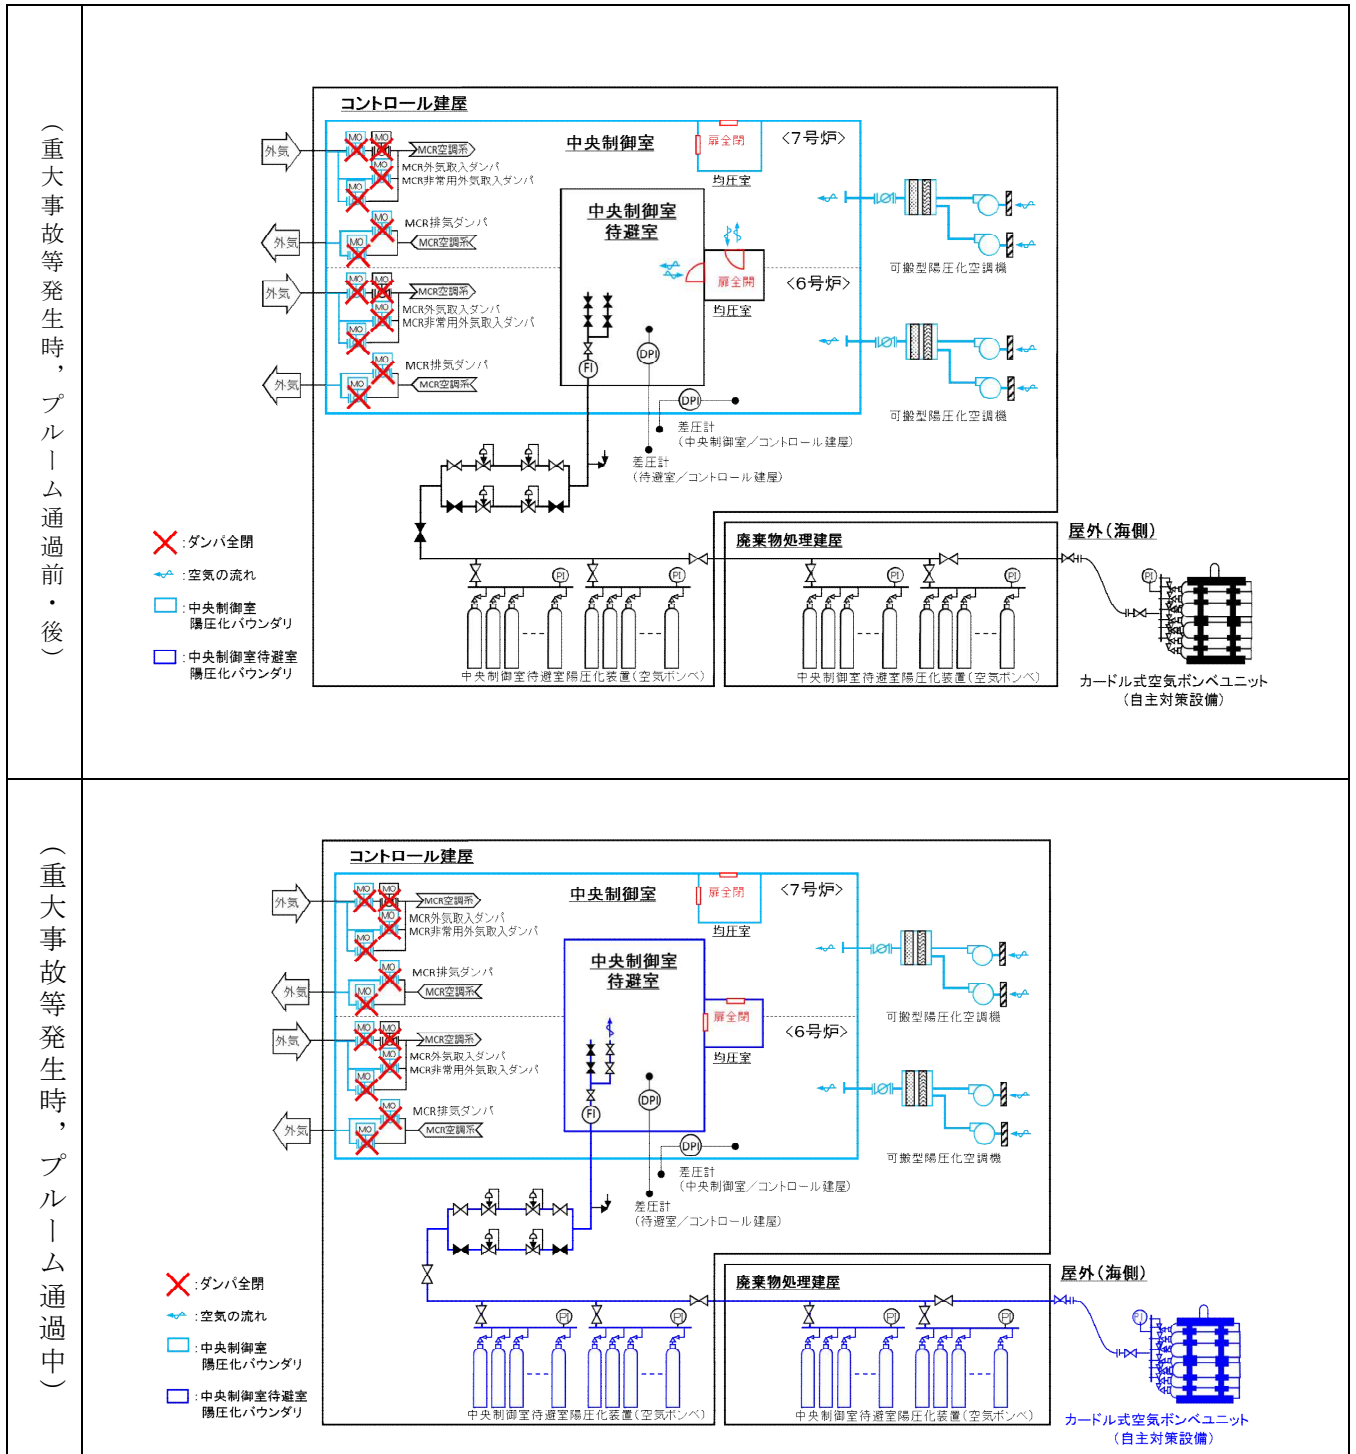 (重大事故等発生時，プルーム通過前・後)
コントロール建屋
外気
MO
MO
MCR空調系
MO
MCR外気取入ダンパ
MCR非常用外気取入ダンパ
MO
MO
MCR排気ダンパ
外気
MO
MCR空調系
中央制御室
扉全閉
<7号炉>
均圧室
中央制御室
待避室
扉全開
<6号炉>
均圧室
可搬型陽圧化空調機
外気
MO
MO
MCR空調系
MO
MCR外気取入ダンパ
MCR非常用外気取入ダンパ
MO
MO
MCR排気ダンパ
外気
MO
MCR空調系
DPI
FI
DPI
可搬型陽圧化空調機
差圧計
(中央制御室／コントロール建屋)
差圧計
(待避室／コントロール建屋)
:ダンパ全閉
:空気の流れ
:中央制御室
陽圧化バウンダリ
:中央制御室待避室
陽圧化バウンダリ
廃棄物処理建屋
屋外(海側)
PI
PI
PI
PI
PI
中央制御室待避室陽圧化装置(空気ボンベ)
中央制御室待避室陽圧化装置(空気ボンベ)
カードル式空気ボンベユニット
(自主対策設備)
(重大事故等発生時，プルーム通過中)
コントロール建屋
外気
MO
MO
MCR空調系
MO
MCR外気取入ダンパ
MCR非常用外気取入ダンパ
MO
MO
MCR排気ダンパ
外気
MO
MCR空調系
中央制御室
扉全閉
<7号炉>
均圧室
中央制御室
待避室
扉全閉
<6号炉>
均圧室
可搬型陽圧化空調機
外気
MO
MO
MCR空調系
MO
MCR外気取入ダンパ
MCR非常用外気取入ダンパ
MO
MO
MCR排気ダンパ
外気
MO
MCR空調系
DPI
FI
DPI
可搬型陽圧化空調機
差圧計
(中央制御室／コントロール建屋)
差圧計
(待避室／コントロール建屋)
:ダンパ全閉
:空気の流れ
:中央制御室
陽圧化バウンダリ
:中央制御室待避室
陽圧化バウンダリ
廃棄物処理建屋
屋外(海側)
PI
PI
PI
PI
PI
中央制御室待避室陽圧化装置(空気ボンベ)
中央制御室待避室陽圧化装置(空気ボンベ)
カードル式空気ボンベユニット
(自主対策設備)